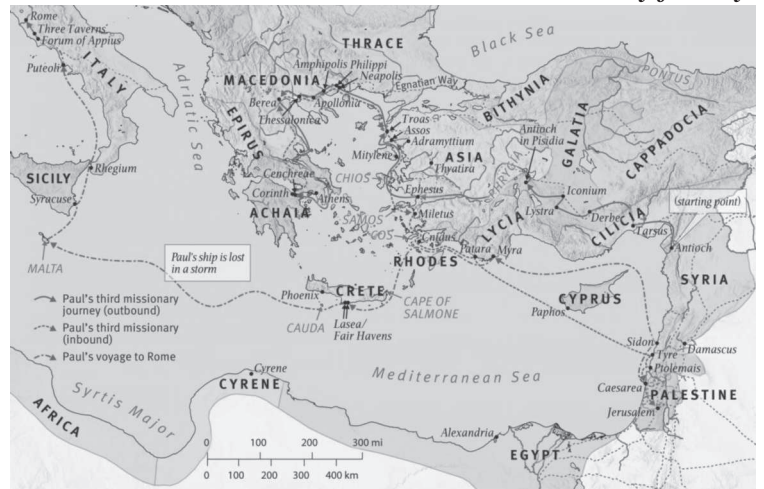 Rome
Three Taverns
Forum of Appius
Puteoli
ITALY
Adriatic Sea
THRACE
Black Sea
Amphipolis Philippi
Neapolis
MACEDONIA
Egnatian Way
Berea
Apollonia
Thessalonica
EPIRUS
BITHYNIA
PONTUS
GALATIA
CAPPADOCIA
Troas
Assos
Adramyttium
Antioch
in Pisidia
Mitylene
ASIA
Thyatira
PHRYGIA
SICILY
Rhegium
Syracuse
Cenchreae
CHIOS
Corinth
Athens
ACHAIA
Ephesus
SAMOS
Miletus
COS
Cnidus
Iconium
Lystra
Derbe
(starting point)
CILICIA
Tarsus
LYCIA
Patara
Myra
Antioch
SYRIA
MALTA
Paul's ship is lost
in a storm
RHODES
CRETE
Phoenix
CAPE OF
SALMONE
CAUDA
Lasea/
Fair Havens
CYPRUS
Paphos
Sidon
Tyre
Damascus
Ptolemais
Caesarea
PALESTINE
Jerusalem
Paul's third missionary
journey (outbound)
Paul's third missionary
(inbound)
Paul's voyage to Rome
Cyrene
CYRENE
Mediterranean Sea
Syrtis Major
AFRICA
Alexandria
EGYPT
0 100 200 300 mi
0 100 200 300 400 km